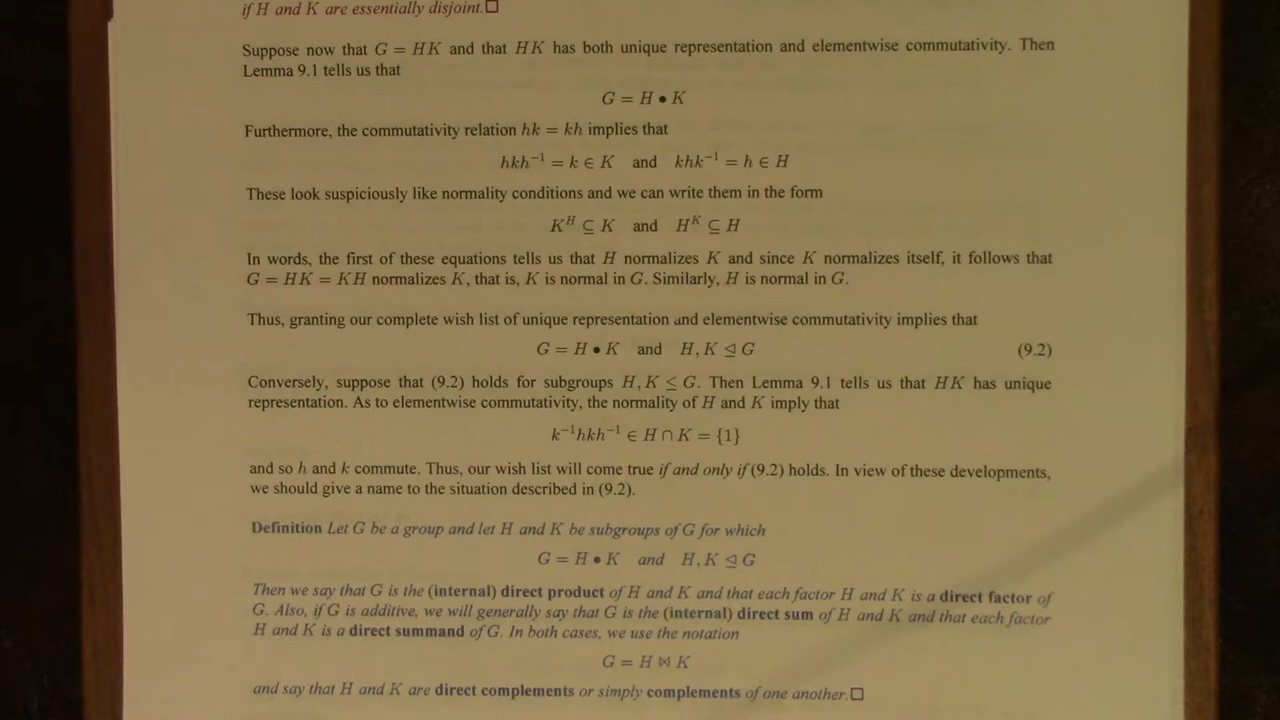 if H and K are essentially disjoint.□
Suppose now that G = HK and that HK has both unique representation and elementwise commutativity. Then
Lemma 9.1 tells us that
G = H • K
Furthermore, the commutativity relation hk = kh implies that
hkh⁻¹ = k ∈ K and khk⁻¹ = h ∈ H
These look suspiciously like normality conditions and we can write them in the form
Kᴴ ⊆ K and Hᴷ ⊆ H
In words, the first of these equations tells us that H normalizes K and since K normalizes itself, it follows that
G = HK = KH normalizes K, that is, K is normal in G. Similarly, H is normal in G.
Thus, granting our complete wish list of unique representation and elementwise commutativity implies that
G = H • K and H, K ⊴ G (9.2)
Conversely, suppose that (9.2) holds for subgroups H, K ≤ G. Then Lemma 9.1 tells us that HK has unique
representation. As to elementwise commutativity, the normality of H and K imply that
k⁻¹hkh⁻¹ ∈ H ∩ K = {1}
and so h and k commute. Thus, our wish list will come true if and only if (9.2) holds. In view of these developments,
we should give a name to the situation described in (9.2).
Definition Let G be a group and let H and K be subgroups of G for which
G = H • K and H, K ⊴ G
Then we say that G is the (internal) direct product of H and K and that each factor H and K is a direct factor of
G. Also, if G is additive, we will generally say that G is the (internal) direct sum of H and K and that each factor
H and K is a direct summand of G. In both cases, we use the notation
G = H ⋈ K
and say that H and K are direct complements or simply complements of one another.□